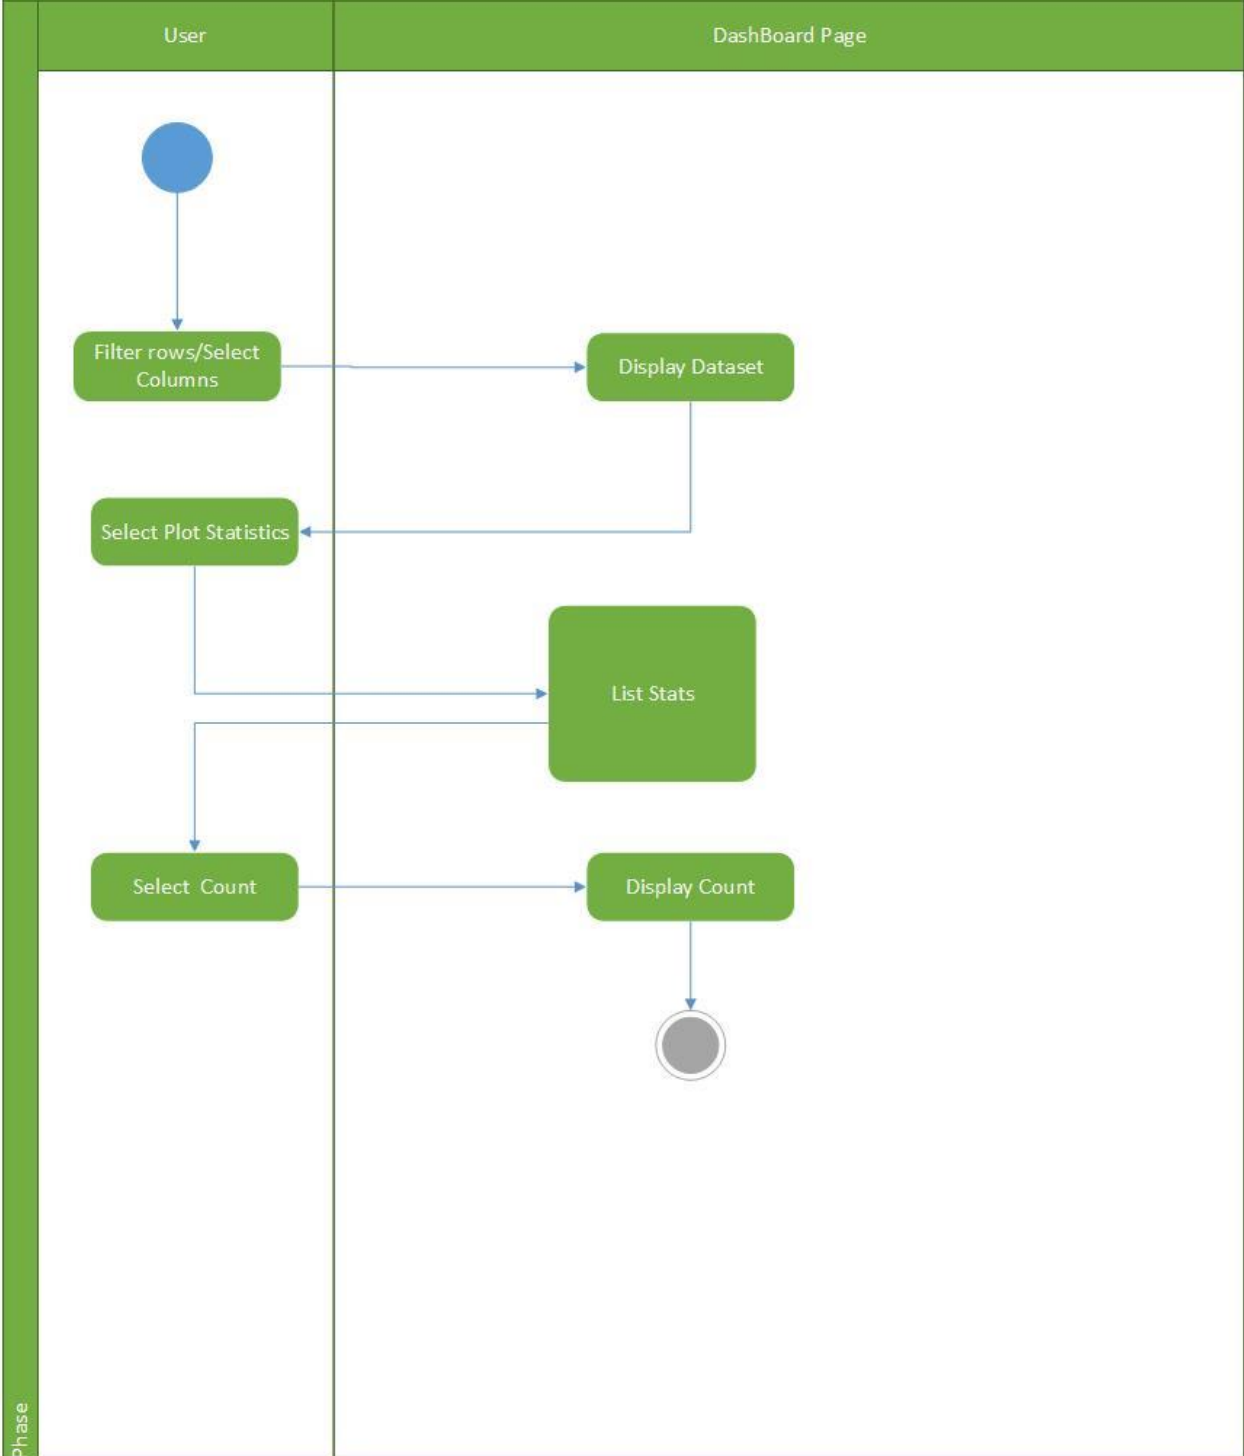 User
DashBoard Page
Filter rows/Select
Columns
Display Dataset
Select Plot Statistics
List Stats
Select  Count
Display Count
Phase